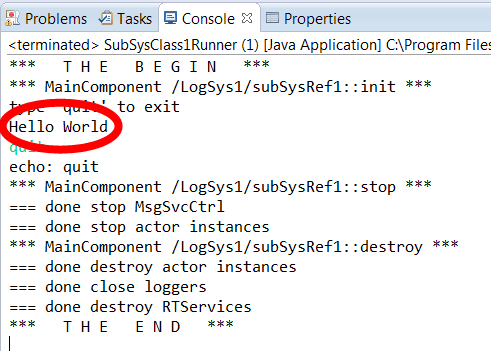 Problems Tasks Console Properties
<terminated> SubSysClass1Runner (1) [Java Application] C:\Program Files
*** T H E B E G I N ***
*** MainComponent /LogSys1/subSysRef1::init ***
type 'quit' to exit
Hello World
quit
echo: quit
*** MainComponent /LogSys1/subSysRef1::stop ***
=== done stop MsgSvcCtrl
=== done stop actor instances
*** MainComponent /LogSys1/subSysRef1::destroy ***
=== done destroy actor instances
=== done close loggers
=== done destroy RTServices
*** T H E E N D ***